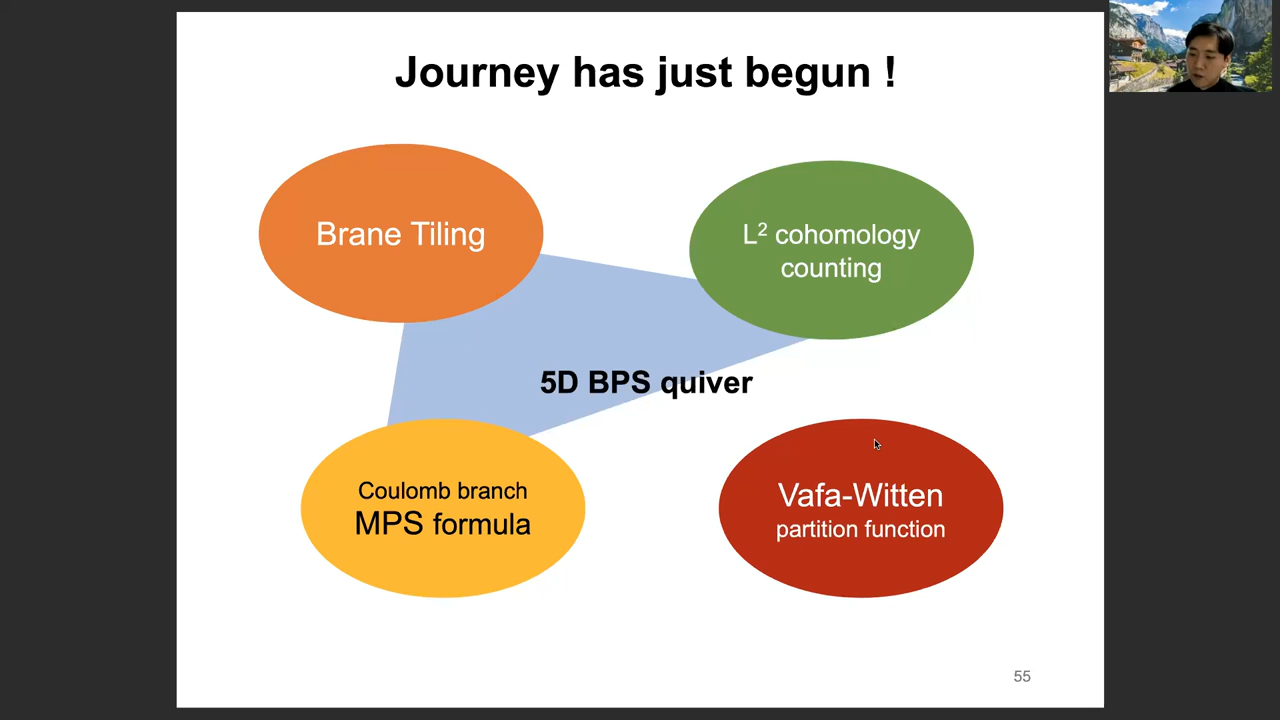 Journey has just begun !
Brane Tiling
L² cohomology
counting
5D BPS quiver
Coulomb branch
MPS formula
Vafa-Witten
partition function
55